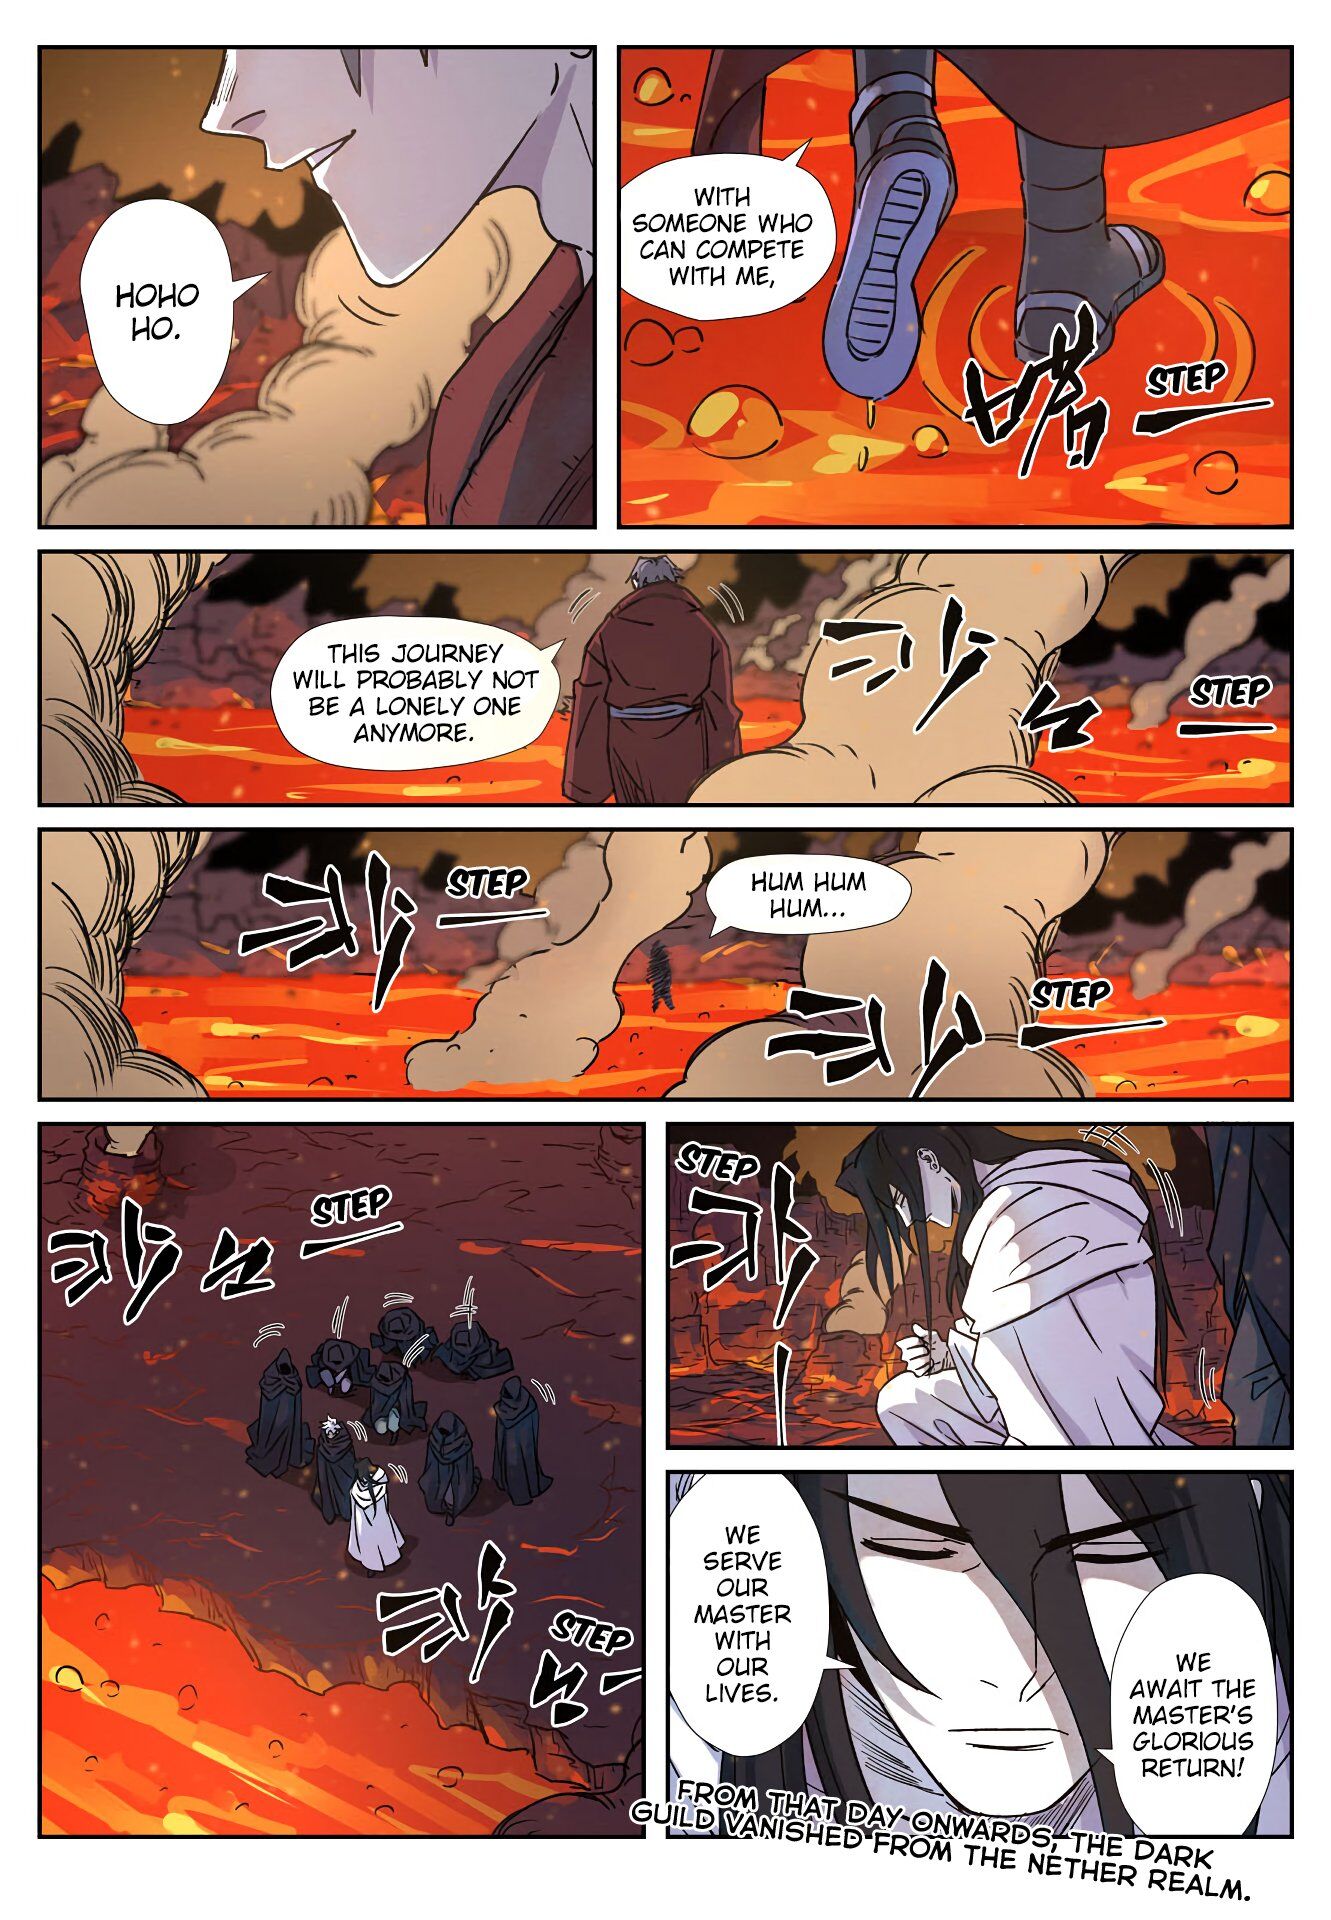 HOHO
HO.
WITH
SOMEONE WHO
CAN COMPETE
WITH ME,
STEP
THIS JOURNEY
WILL PROBABLY NOT
BE A LONELY ONE
ANYMORE.
STEP
STEP
HUM HUM
HUM...
STEP
STEP
STEP
STEP
WE
SERVE
OUR
MASTER
WITH
OUR
LIVES.
WE
AWAIT THE
MASTER'S
GLORIOUS
RETURN!
FROM THAT DAY ONWARDS, THE DARK
GUILD VANISHED FROM THE NETHER REALM.